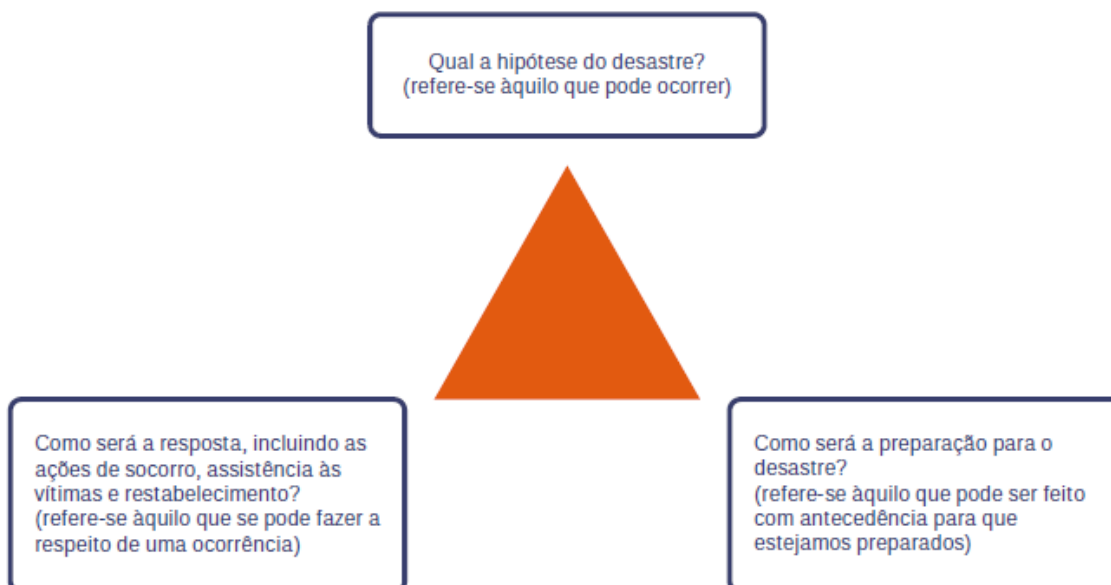 Qual a hipótese do desastre?
(refere-se àquilo que pode ocorrer)
Como será a resposta, incluindo as
ações de socorro, assistência às
vítimas e restabelecimento?
(refere-se àquilo que se pode fazer a
respeito de uma ocorrência)
Como será a preparação para o
desastre?
(refere-se àquilo que pode ser feito
com antecedência para que
estejamos preparados)